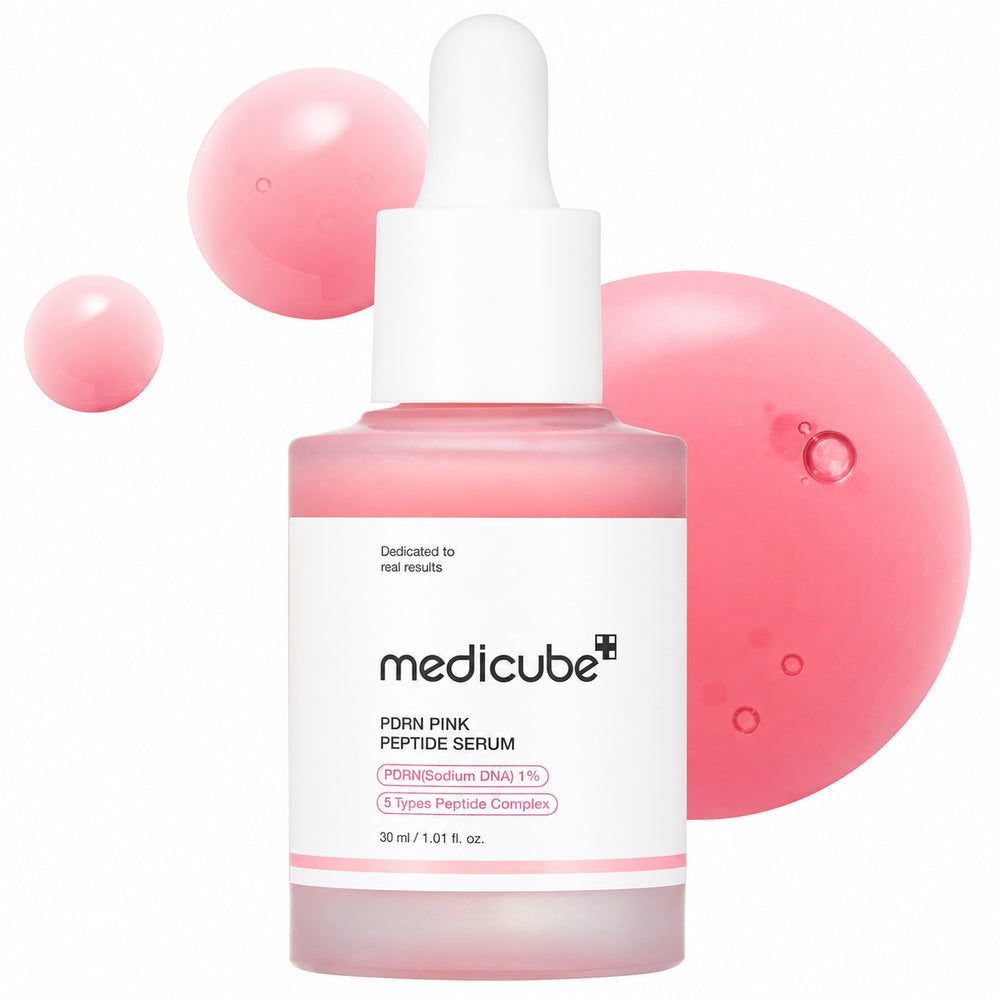 Dedicated to
real results
medicube
PDRN PINK
PEPTIDE SERUM
PDRN(Sodium DNA) 1%
5 Types Peptide Complex
30 ml / 1.01 fl. oz.